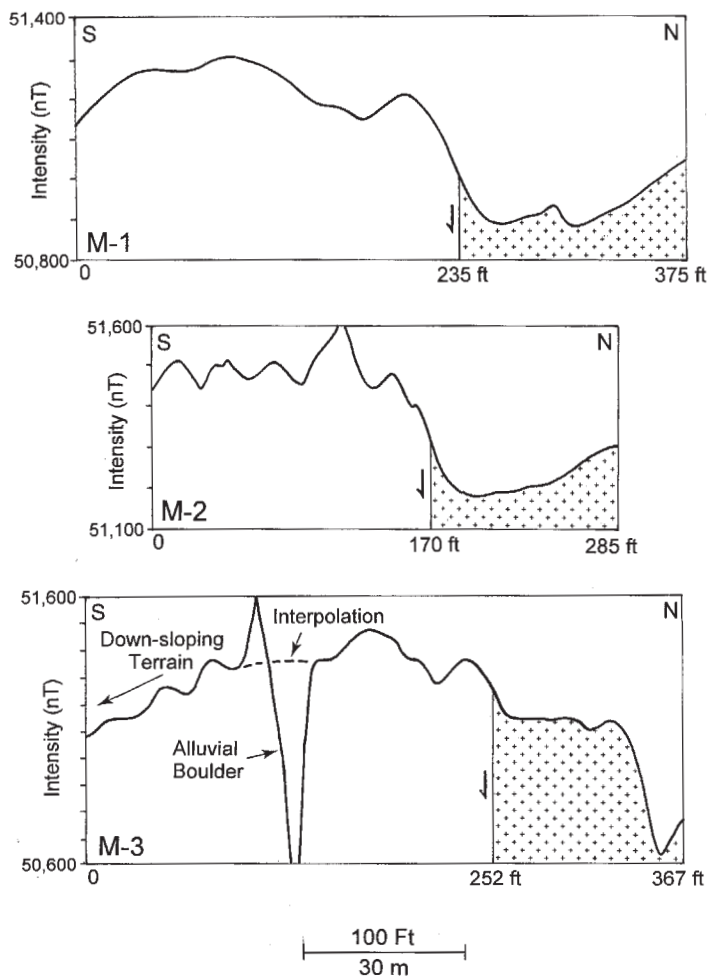 51,400
S
N
Intensity (nT)
M-1
50,800
0
235 ft
375 ft
51,600
S
N
Intensity (nT)
M-2
51,100
0
170 ft
285 ft
51,600
S
N
Interpolation
Down-sloping
Terrain
Intensity (nT)
Alluvial
Boulder
M-3
50,600
0
252 ft
367 ft
100 Ft
30 m